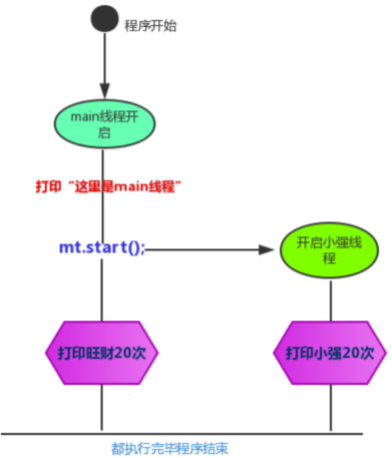 程序开始
main线程开
启
打印“这里是main线程”
mt.start();
开启小强线
程
打印旺财20次
打印小强20次
都执行完毕程序结束